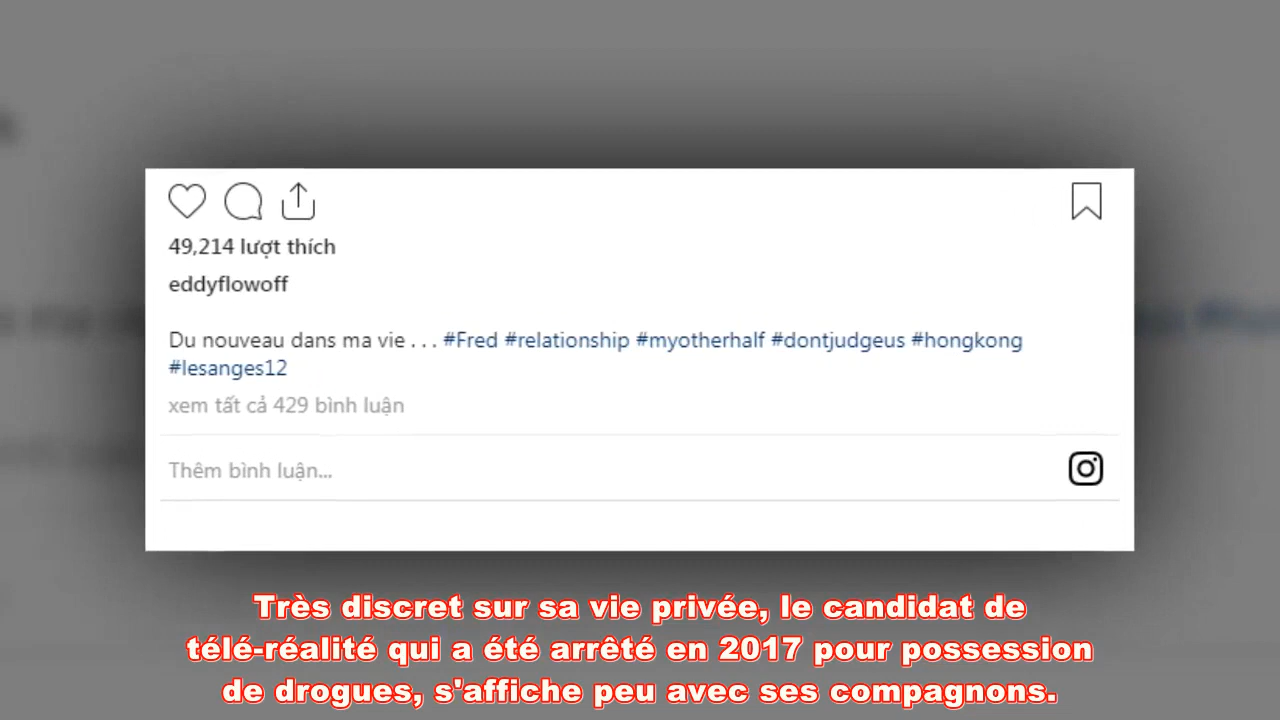 49,214 lượt thích
eddyflowoff
Du nouveau dans ma vie . . . #Fred #relationship #myotherhalf #dontjudgeus #hongkong
#lesanges12
xem tất cả 429 bình luận
Thêm bình luận...
Très discret sur sa vie privée, le candidat de
télé-réalité qui a été arrêté en 2017 pour possession
de drogues, s'affiche peu avec ses compagnons.